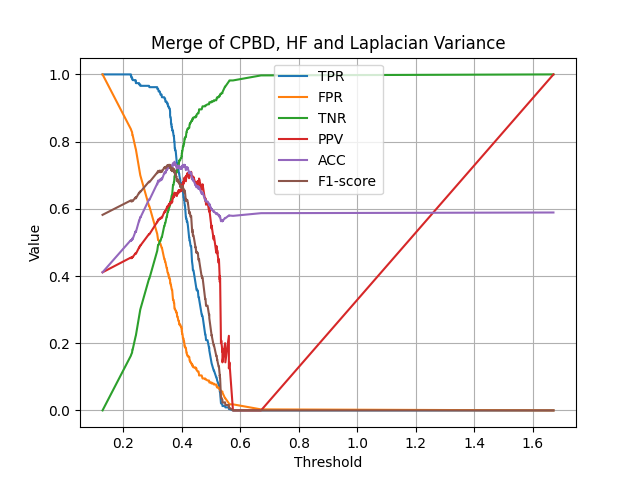 Merge of CPBD, HF and Laplacian Variance
TPR
FPR
TNR
PPV
ACC
F1-score
Value
1.0
0.8
0.6
0.4
0.2
0.0
0.2 0.4 0.6 0.8 1.0 1.2 1.4 1.6
Threshold